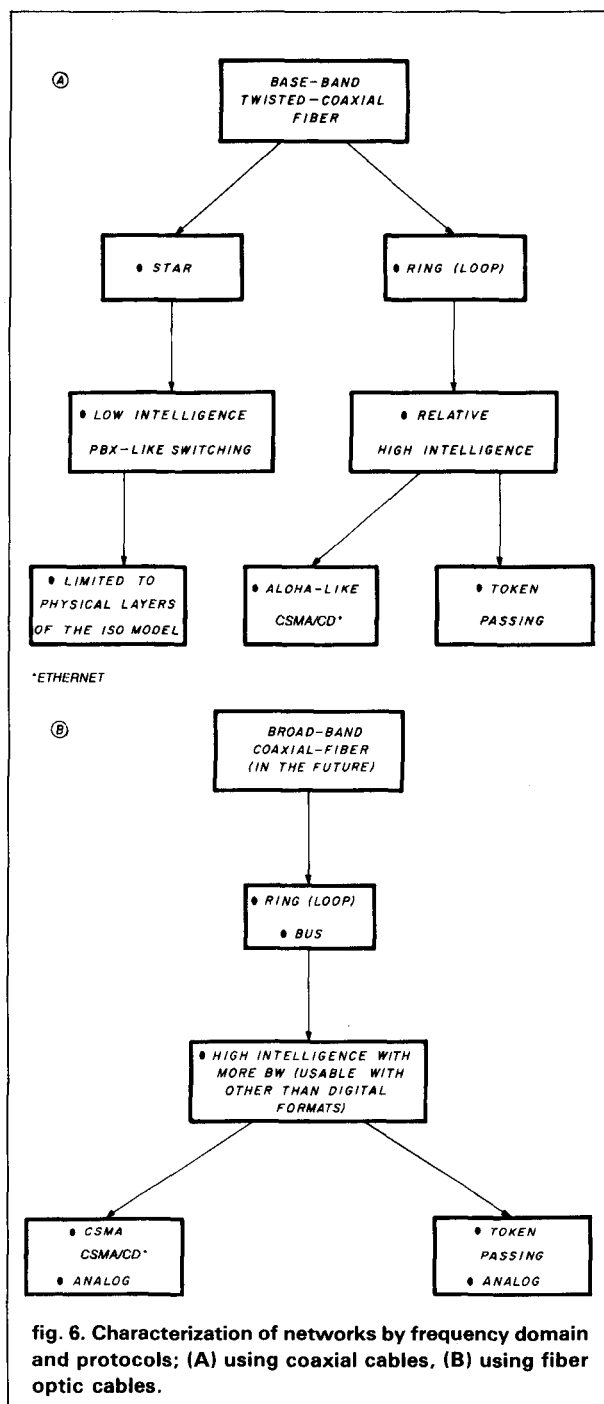 Ⓐ
BASE-BAND
TWISTED-COAXIAL
FIBER
• STAR
• RING (LOOP)
• LOW INTELLIGENCE
PBX-LIKE SWITCHING
• RELATIVE
HIGH INTELLIGENCE
• LIMITED TO
PHYSICAL LAYERS
OF THE ISO MODEL
• ALOHA-LIKE
CSMA/CD*
• TOKEN
PASSING
*ETHERNET
Ⓑ
BROAD-BAND
COAXIAL-FIBER
(IN THE FUTURE)
• RING (LOOP)
• BUS
• HIGH INTELLIGENCE WITH
MORE BW (USABLE WITH
OTHER THAN DIGITAL
FORMATS)
• CSMA
CSMA/CD*
• ANALOG
• TOKEN
PASSING
• ANALOG
fig. 6. Characterization of networks by frequency domain
and protocols; (A) using coaxial cables, (B) using fiber
optic cables.